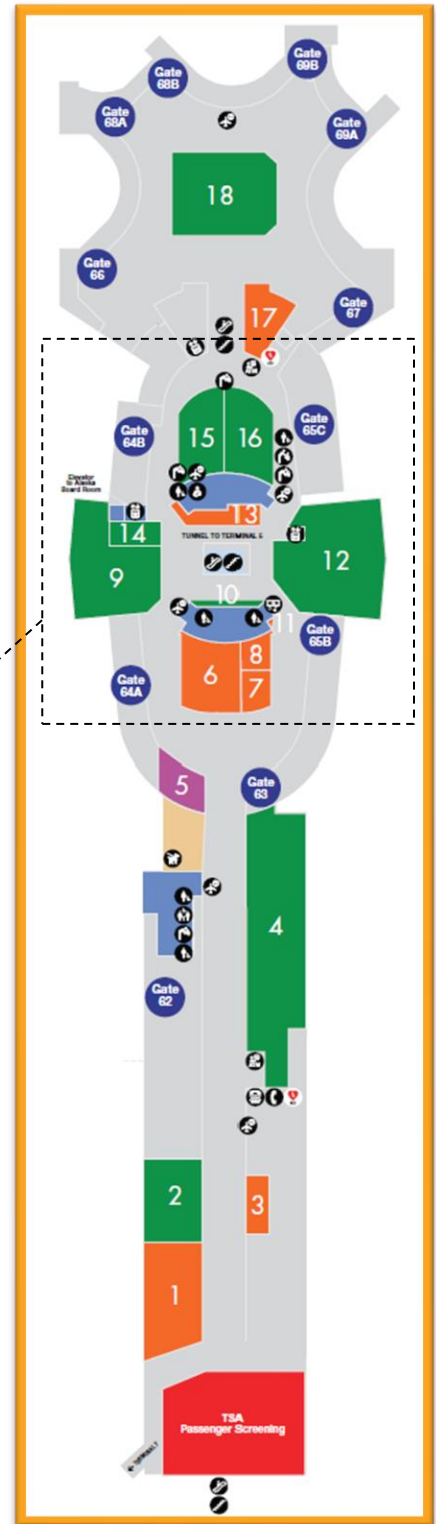 Gate
68B
Gate
69B
Gate
68A
Gate
69A
18
Gate
66
Gate
67
17
Gate
64B
Gate
65C
15
16
Elevator
to Alaska
Board Room
13
14
TUNNEL TO TERMINAL 5
9
12
10
11
Gate
65B
6
8
7
Gate
64A
5
Gate
63
4
Gate
62
2
3
1
TSA
Passenger Screening